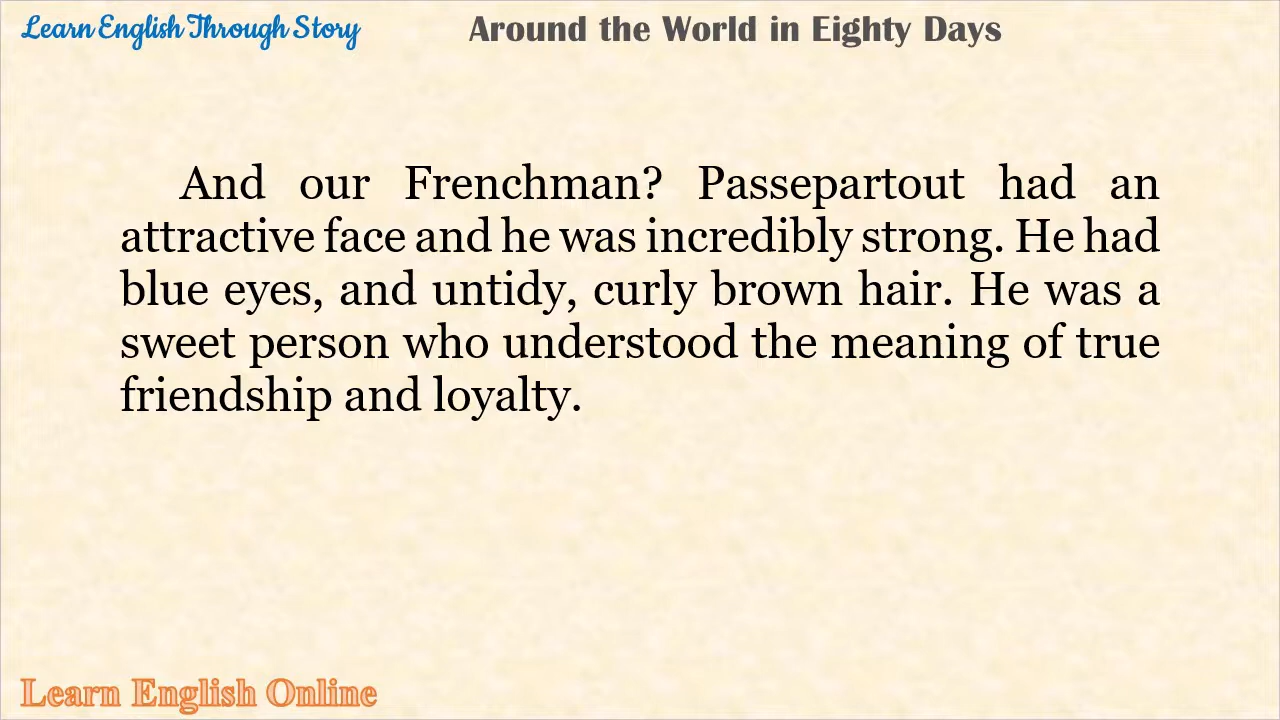 Learn English Through Story
Around the World in Eighty Days
And our Frenchman? Passepartout had an
attractive face and he was incredibly strong. He had
blue eyes, and untidy, curly brown hair. He was a
sweet person who understood the meaning of true
friendship and loyalty.
Learn English Online